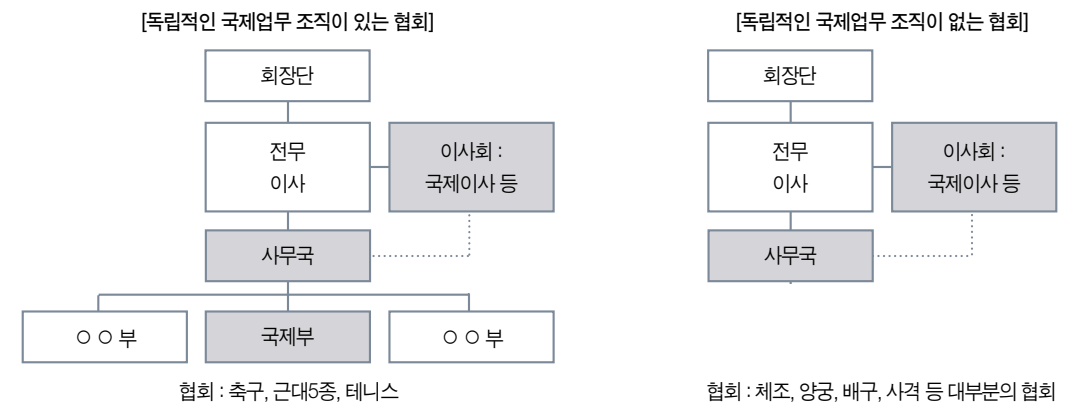 [독립적인 국제업무 조직이 있는 협회]
회장단
전무
이사
이사회 :
국제이사 등
사무국
○ ○ 부
국제부
○ ○ 부
협회 : 축구, 근대5종, 테니스
[독립적인 국제업무 조직이 없는 협회]
회장단
전무
이사
이사회 :
국제이사 등
사무국
협회 : 체조, 양궁, 배구, 사격 등 대부분의 협회